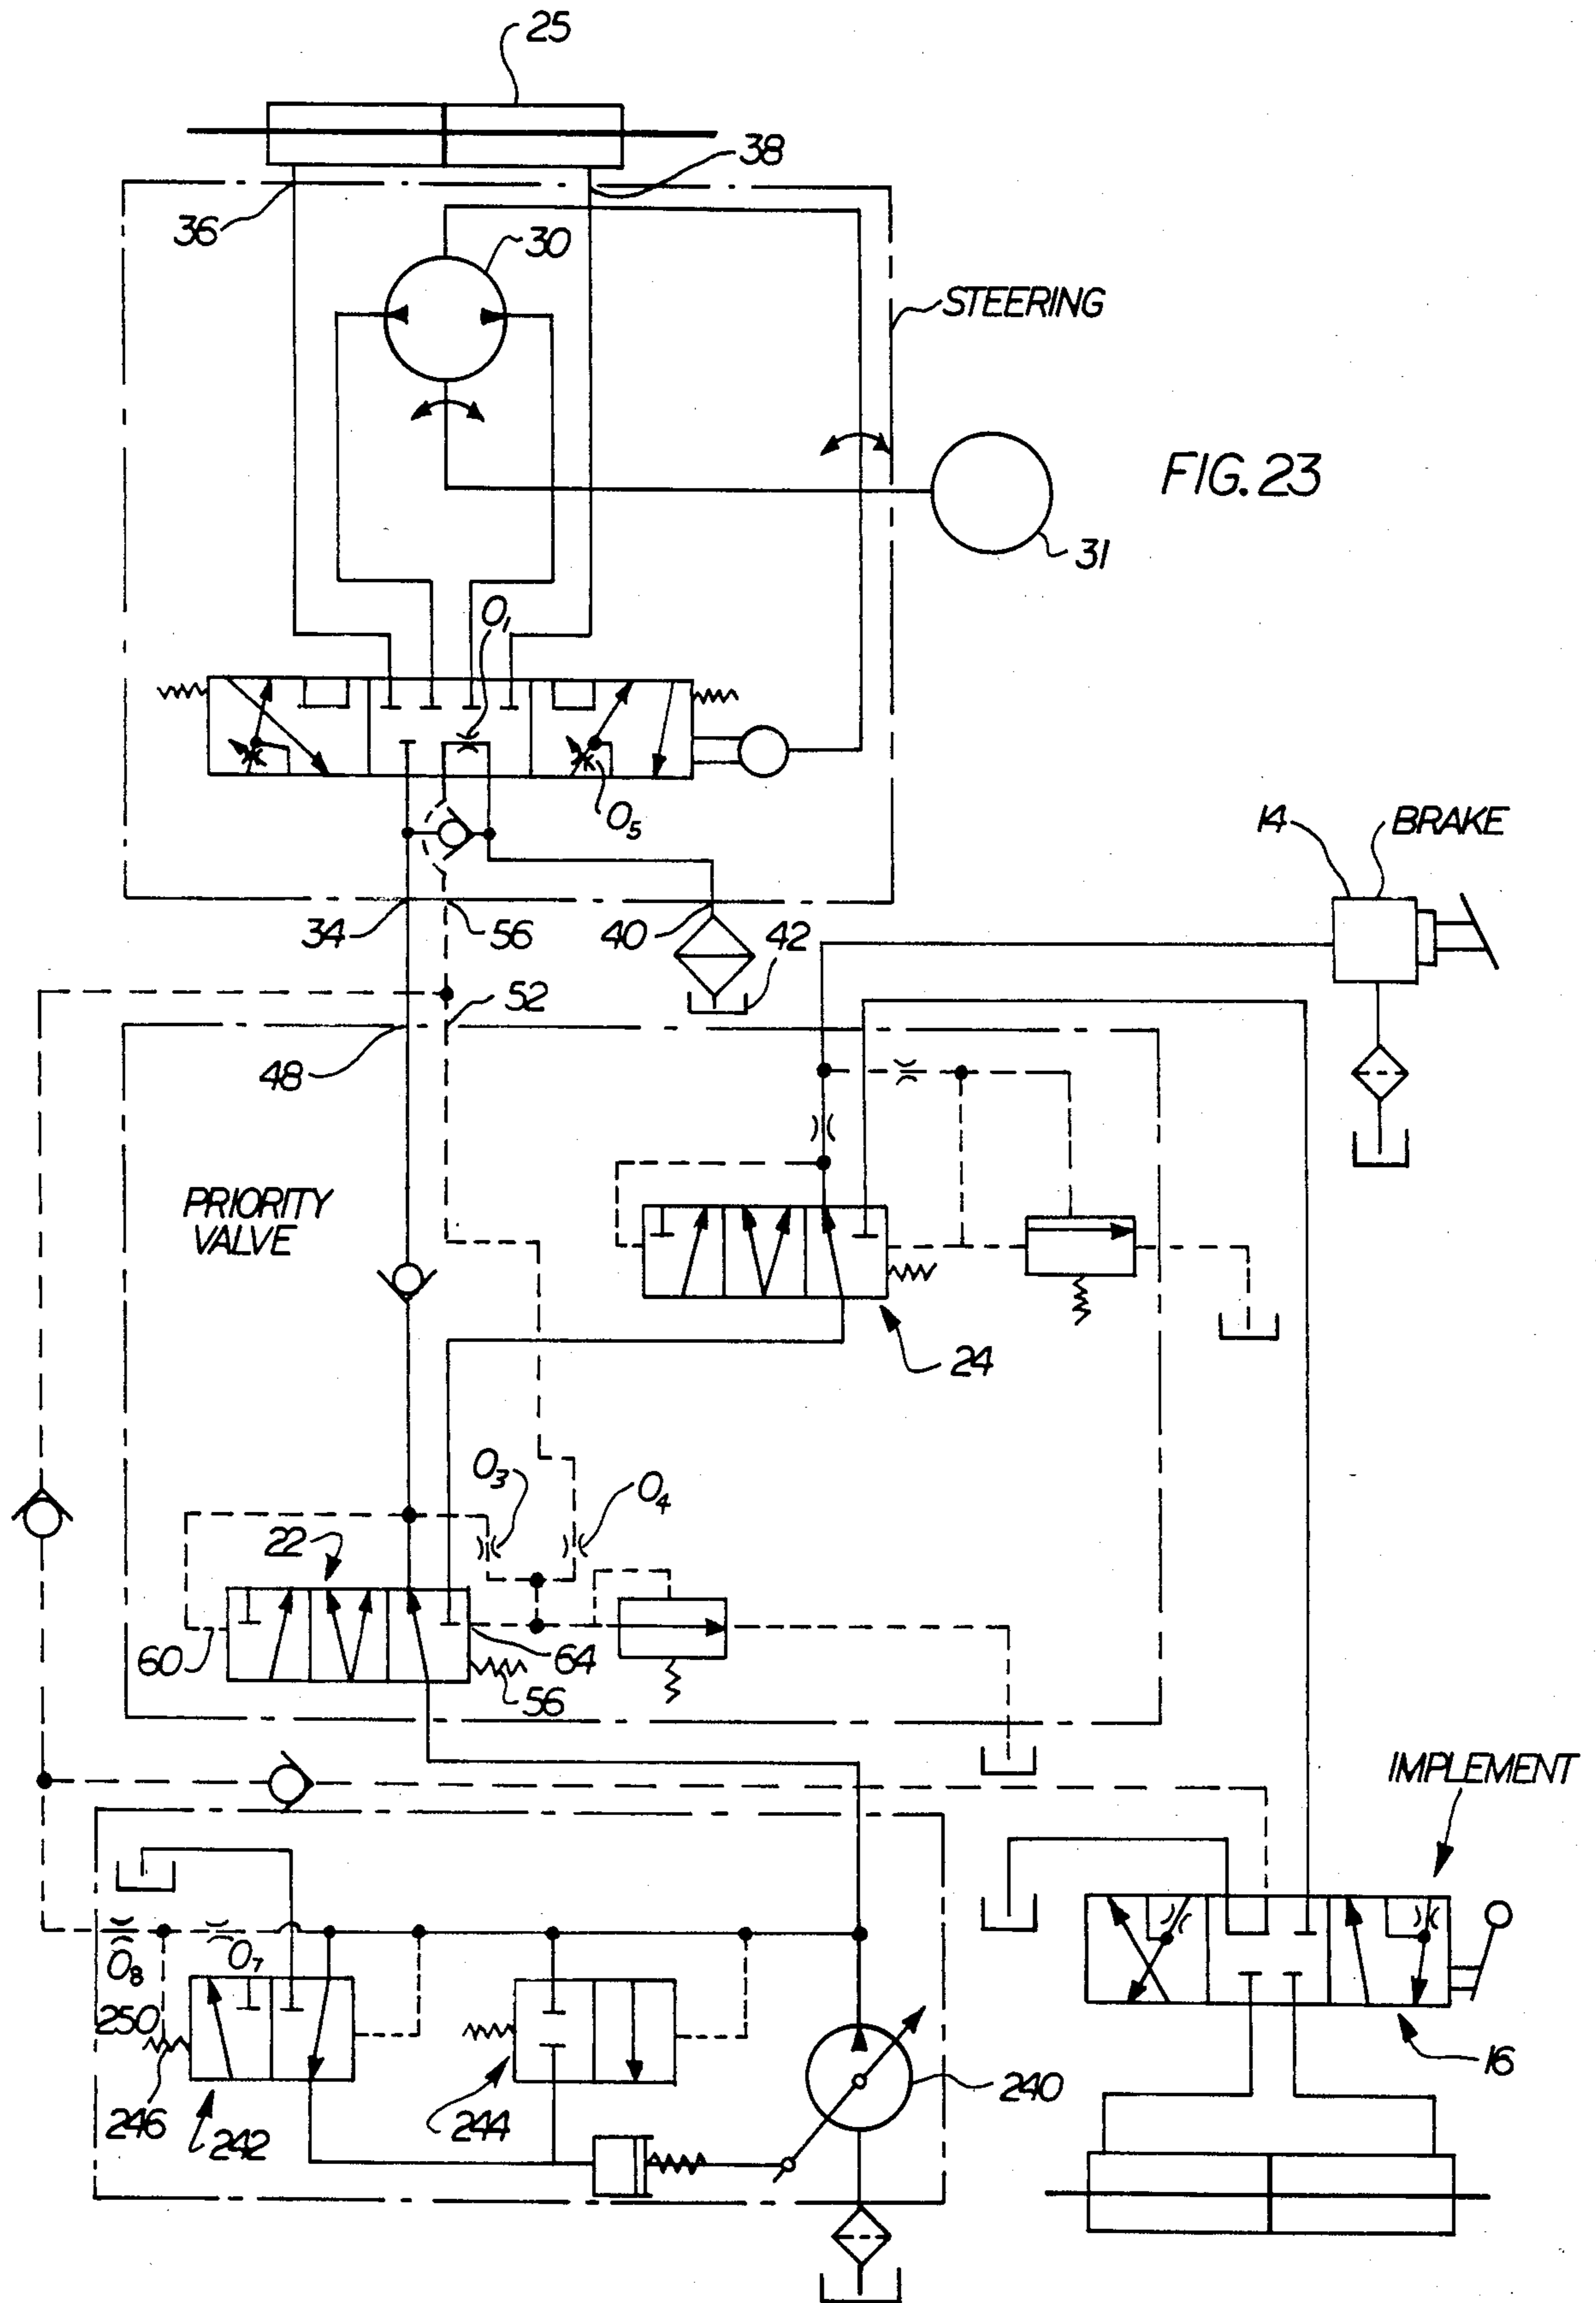 25
38
36
30
STEERING
FIG. 23
31
O1
O5
14
BRAKE
34
56
40
42
52
48
PRIORITY
VALVE
24
O3
O4
22
60
64
56
IMPLEMENT
O8
O7
250
246
242
244
240
16